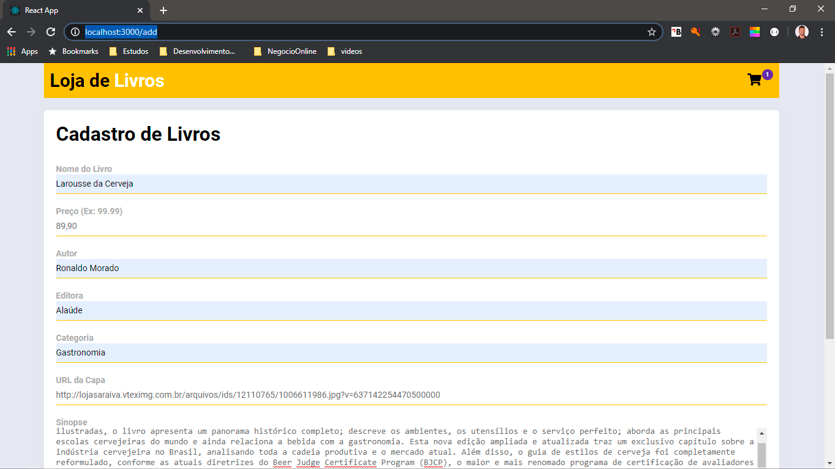 React App
localhost:3000/add
Apps
Bookmarks
Estudos
Desenvolvimento...
NegocioOnline
videos
Loja de Livros
1
Cadastro de Livros
Nome do Livro
Larousse da Cerveja
Preço (Ex: 99.99)
89,90
Autor
Ronaldo Morado
Editora
Alaúde
Categoria
Gastronomia
URL da Capa
http://lojasaraiva.vteximg.com.br/arquivos/ids/12110765/1006611986.jpg?v=637142254470500000
Sinopse
ilustradas, o livro apresenta um panorama histórico completo; descreve os ambientes, os utensílios e o serviço perfeito; aborda as principais
escolas cervejeiras do mundo e ainda relaciona a bebida com a gastronomia. Esta nova edição ampliada e atualizada traz um exclusivo capítulo sobre a
indústria cervejeira no Brasil, analisando toda a cadeia produtiva e o mercado atual. Além disso, o guia de estilos de cerveja foi completamente
reformulado, conforme as atuais diretrizes do Beer Judge Certificate Program (BJCP), o maior e mais renomado programa de certificação de avaliadores